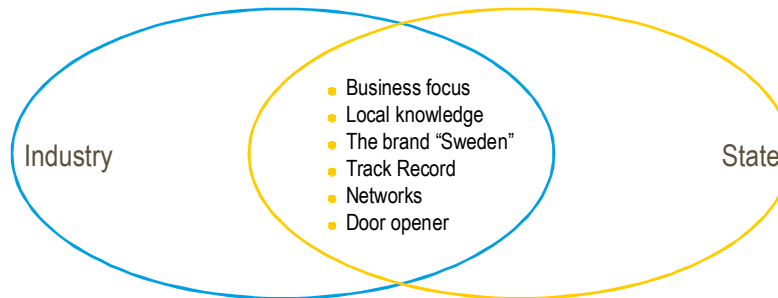 Business focus
Local knowledge
The brand “Sweden”
Industry
Track Record
State
Networks
Door opener